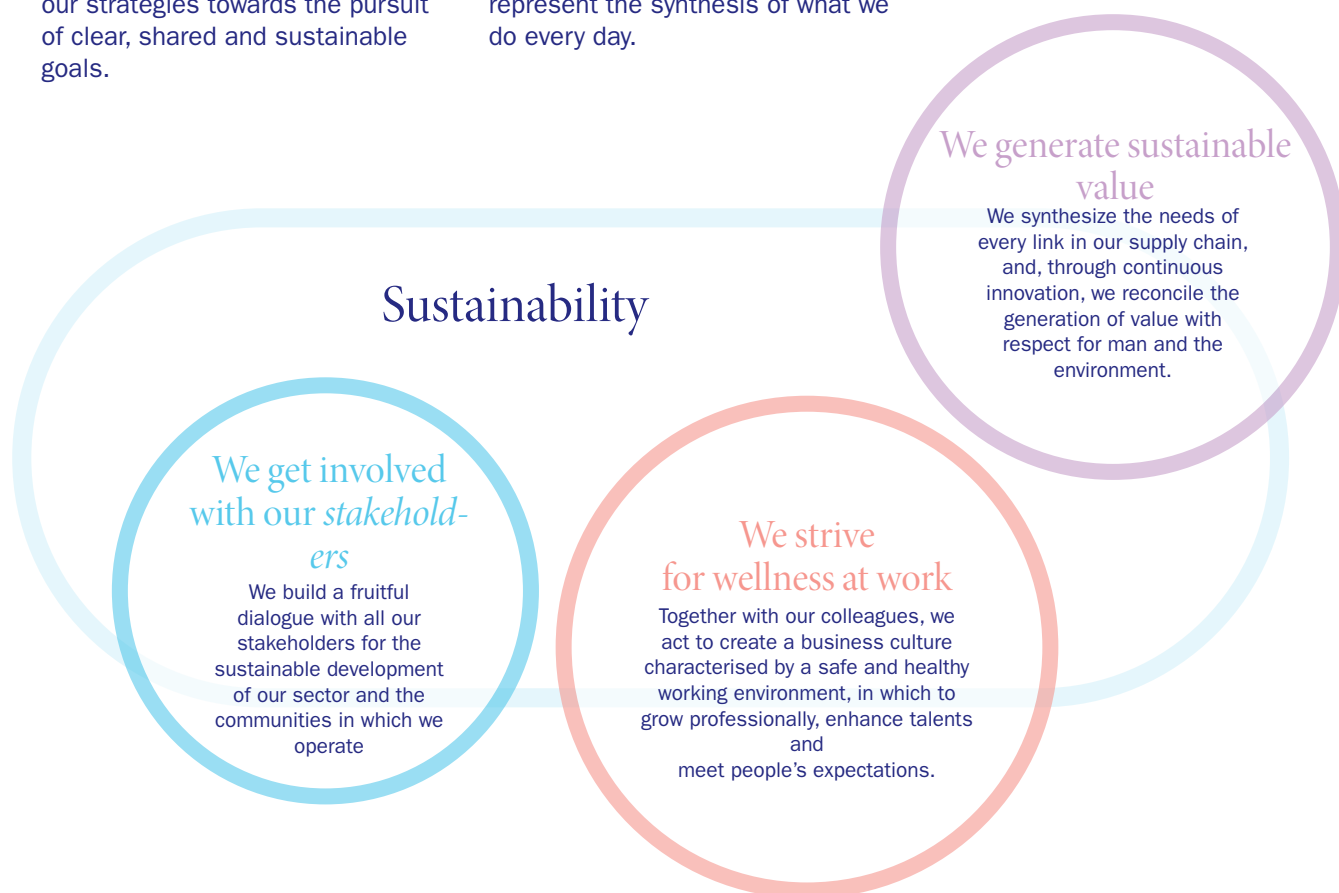 our strategies towards the pursuit
of clear, shared and sustainable
goals.
represent the synthesis of what we
do every day.
We generate sustainable
value
We synthesize the needs of
every link in our supply chain,
and, through continuous
innovation, we reconcile the
generation of value with
respect for man and the
environment.
Sustainability
We get involved
with our stakehold-
ers
We build a fruitful
dialogue with all our
stakeholders for the
sustainable development
of our sector and the
communities in which we
operate
We strive
for wellness at work
Together with our colleagues, we
act to create a business culture
characterised by a safe and healthy
working environment, in which to
grow professionally, enhance talents
and
meet people’s expectations.